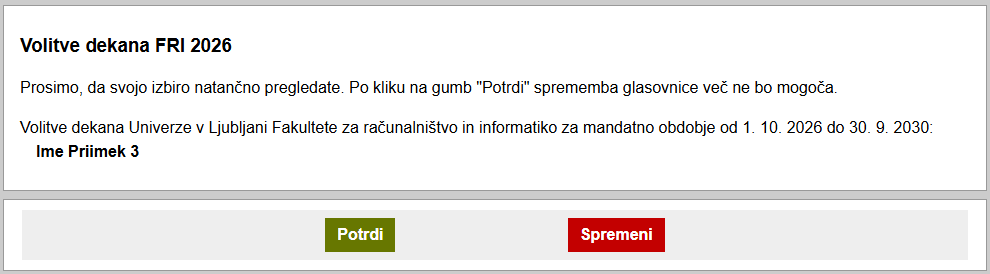 Volitve dekana FRI 2026
Prosimo, da svojo izbiro natančno pregledate. Po kliku na gumb "Potrdi" sprememba glasovnice več ne bo mogoča.
Volitve dekana Univerze v Ljubljani Fakultete za računalništvo in informatiko za mandatno obdobje od 1. 10. 2026 do 30. 9. 2030:
Ime Priimek 3
Potrdi
Spremeni